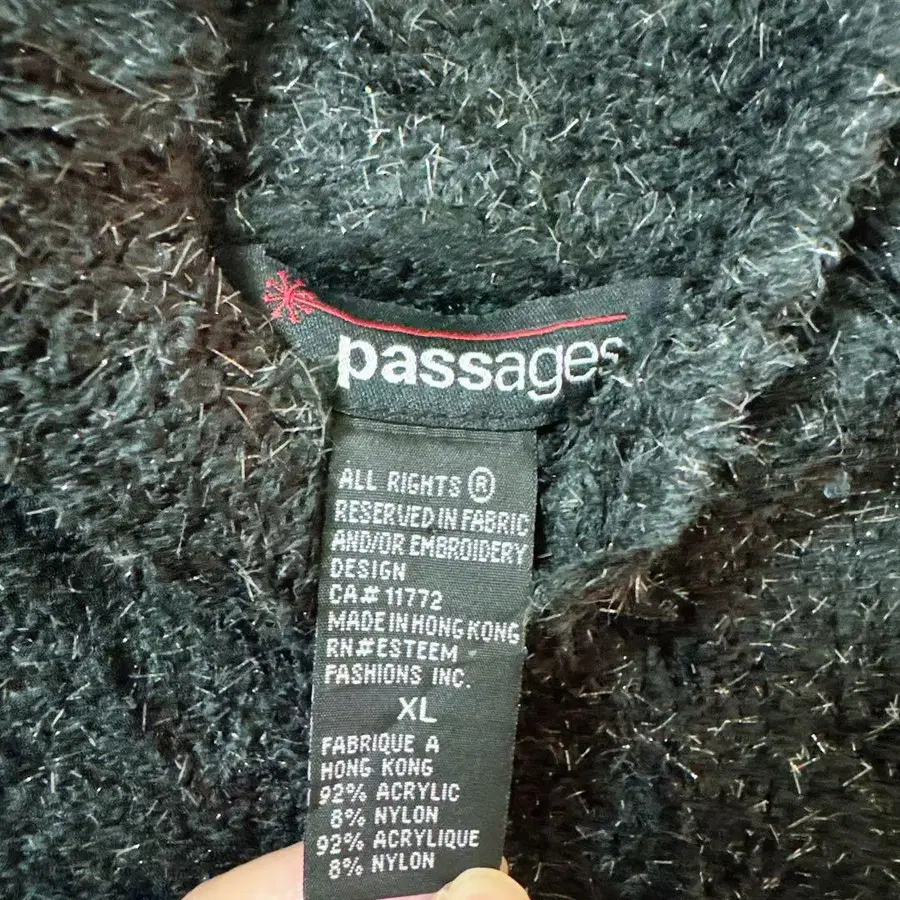 passages
ALL RIGHTS ®
RESERVED IN FABRIC
AND/OR EMBROIDERY
DESIGN
CA# 11772
MADE IN HONG KONG
RN#ESTEEM
FASHIONS INC.
XL
FABRIQUE A
HONG KONG
92% ACRYLIC
8% NYLON
92% ACRYLIQUE
8% NYLON